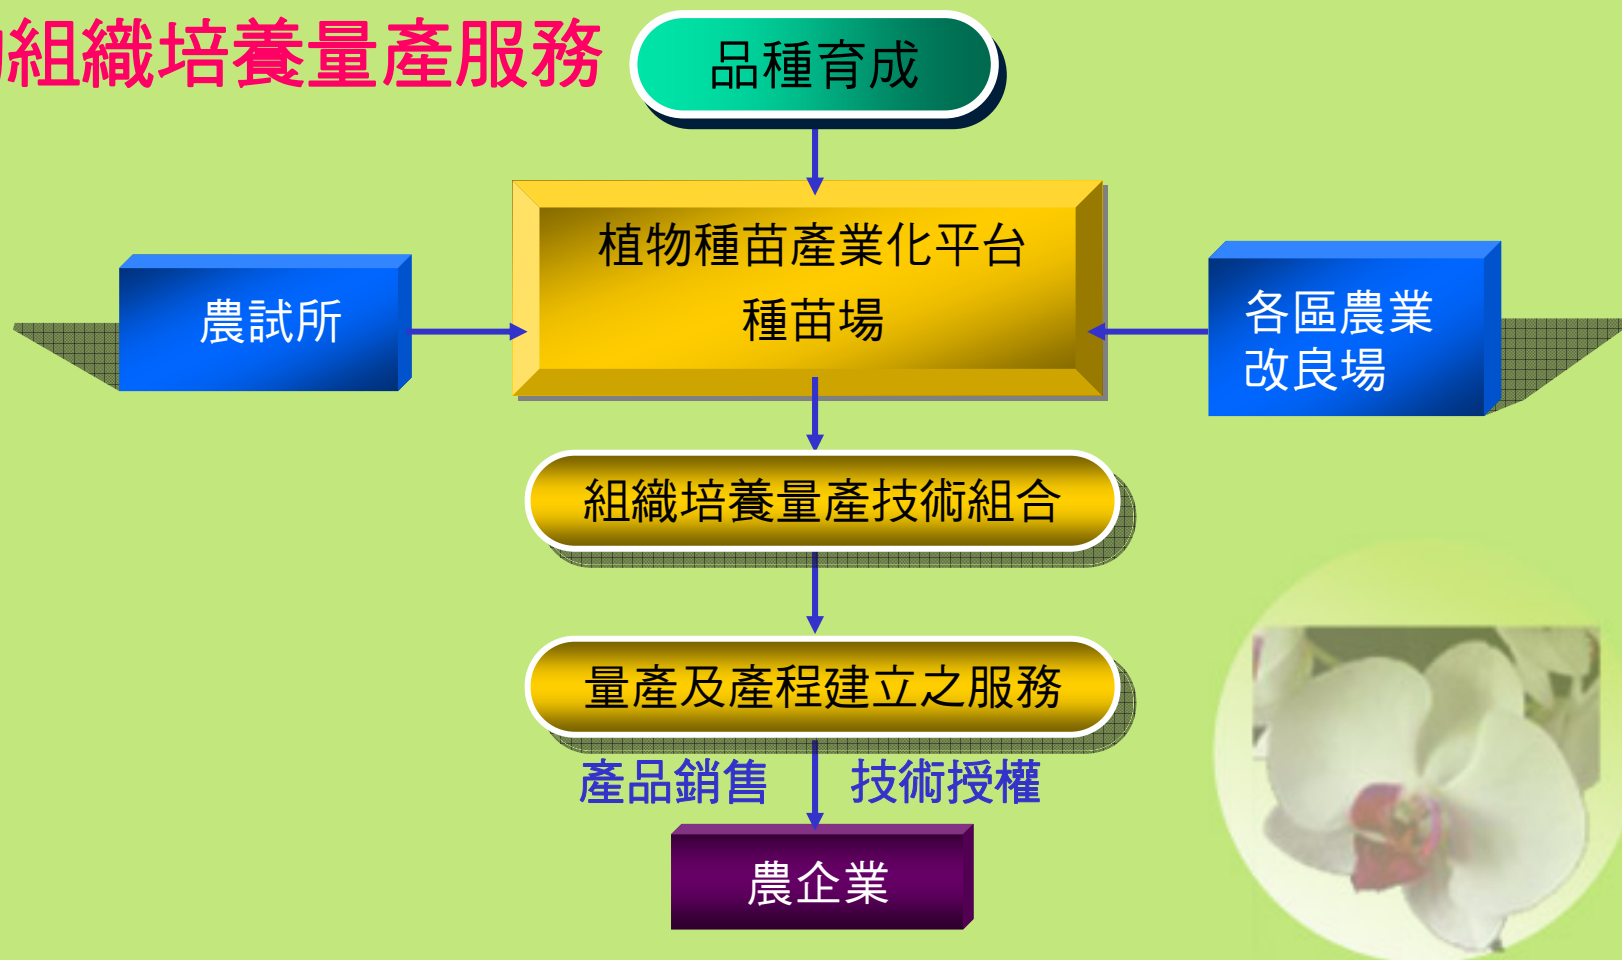 組織培養量產服務
品種育成
植物種苗產業化平台
種苗場
農試所
各區農業
改良場
組織培養量產技術組合
量產及產程建立之服務
產品銷售 技術授權
農企業